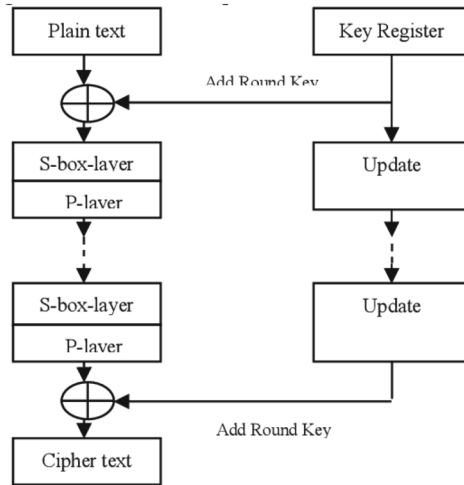 Plain text
Key Register
Add Round Key
S-box-layer
P-layer
Update
S-box-layer
P-layer
Update
Add Round Key
Cipher text